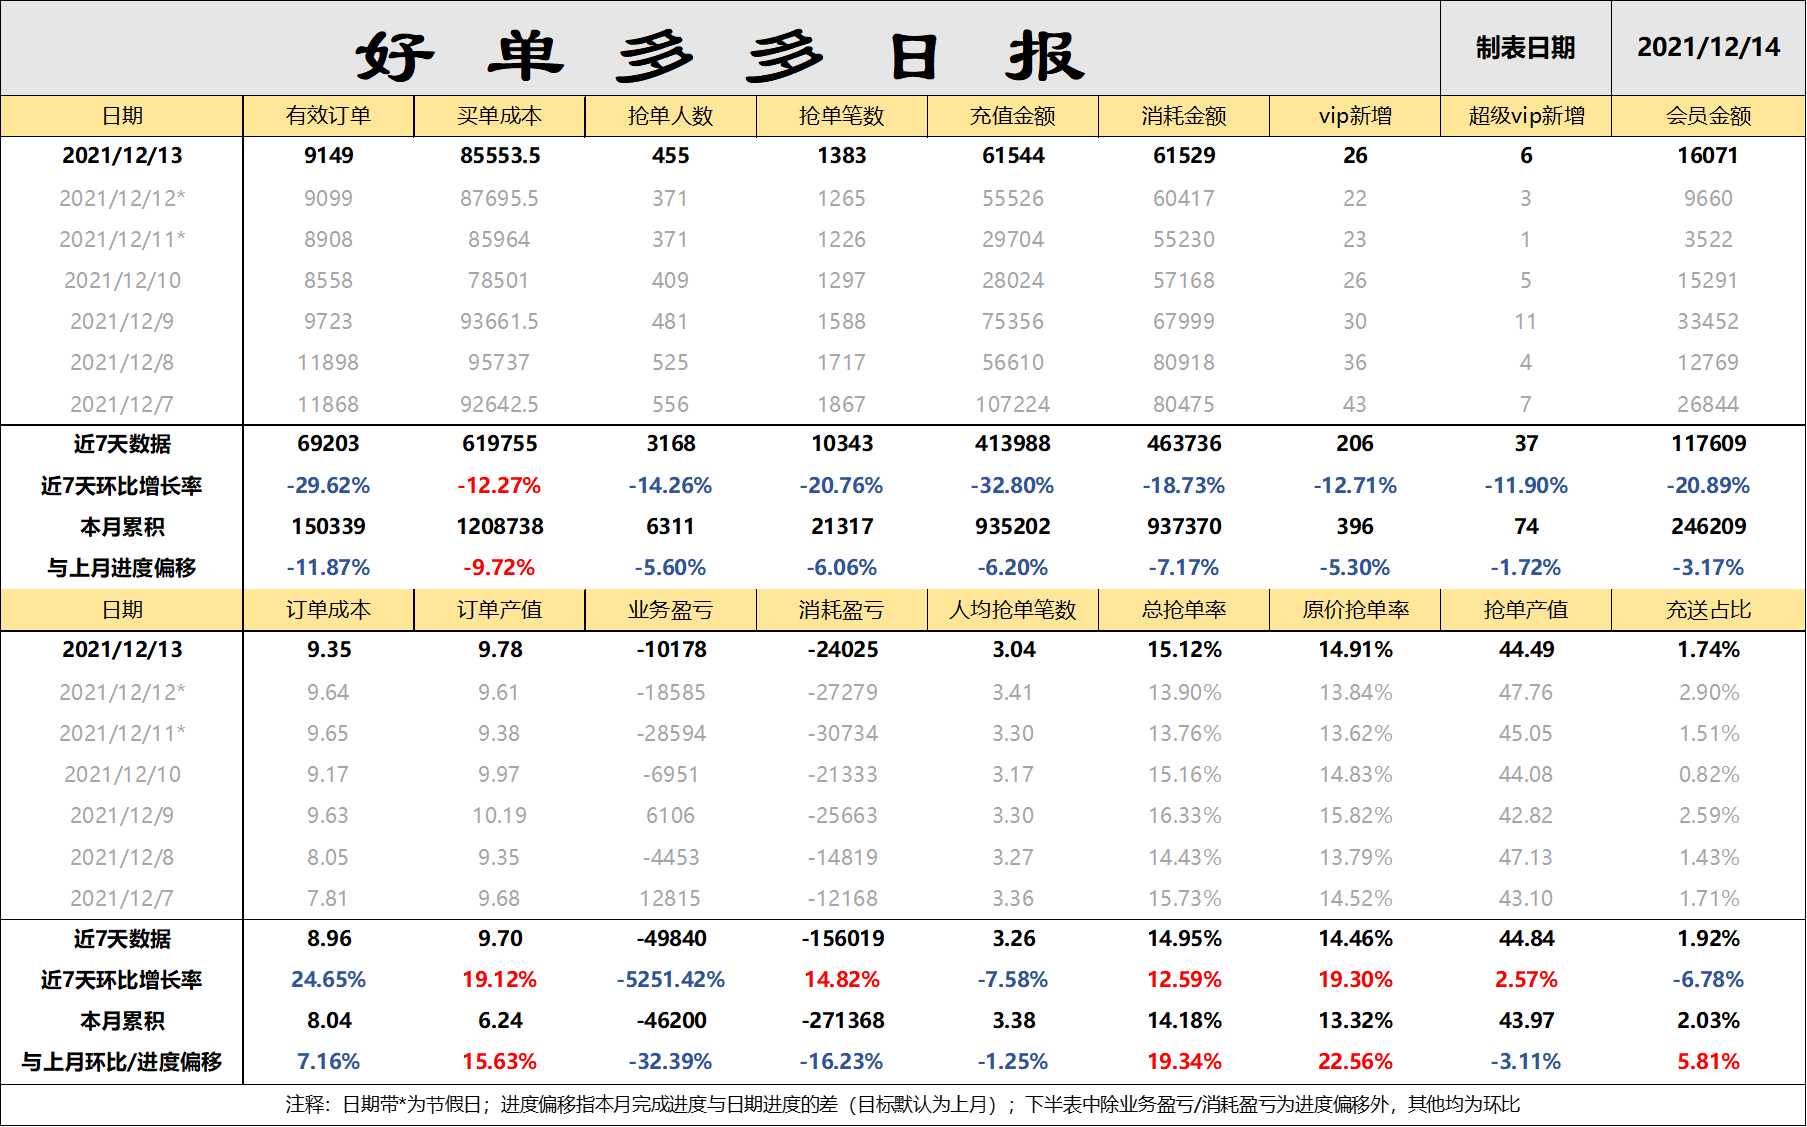 好单多多日报 制表日期 2021/12/14
日期 有效订单 买单成本 抢单人数 抢单笔数 充值金额 消耗金额 vip新增 超级vip新增 会员金额
2021/12/13 9149 85553.5 455 1383 61544 61529 26 6 16071
2021/12/12* 9099 87695.5 371 1265 55526 60417 22 3 9660
2021/12/11* 8908 85964 371 1226 29704 55230 23 1 3522
2021/12/10 8558 78501 409 1297 28024 57168 26 5 15291
2021/12/9 9723 93661.5 481 1588 75356 67999 30 11 33452
2021/12/8 11898 95737 525 1717 56610 80918 36 4 12769
2021/12/7 11868 92642.5 556 1867 107224 80475 43 7 26844
近7天数据 69203 619755 3168 10343 413988 463736 206 37 117609
近7天环比增长率 -29.62% -12.27% -14.26% -20.76% -32.80% -18.73% -12.71% -11.90% -20.89%
本月累积 150339 1208738 6311 21317 935202 937370 396 74 246209
与上月进度偏移 -11.87% -9.72% -5.60% -6.06% -6.20% -7.17% -5.30% -1.72% -3.17%
日期 订单成本 订单产值 业务盈亏 消耗盈亏 人均抢单笔数 总抢单率 原价抢单率 抢单产值 充送占比
2021/12/13 9.35 9.78 -10178 -24025 3.04 15.12% 14.91% 44.49 1.74%
2021/12/12* 9.64 9.61 -18585 -27279 3.41 13.90% 13.84% 47.76 2.90%
2021/12/11* 9.65 9.38 -28594 -30734 3.30 13.76% 13.62% 45.05 1.51%
2021/12/10 9.17 9.97 -6951 -21333 3.17 15.16% 14.83% 44.08 0.82%
2021/12/9 9.63 10.19 6106 -25663 3.30 16.33% 15.82% 42.82 2.59%
2021/12/8 8.05 9.35 -4453 -14819 3.27 14.43% 13.79% 47.13 1.43%
2021/12/7 7.81 9.68 12815 -12168 3.36 15.73% 14.52% 43.10 1.71%
近7天数据 8.96 9.70 -49840 -156019 3.26 14.95% 14.46% 44.84 1.92%
近7天环比增长率 24.65% 19.12% -5251.42% 14.82% -7.58% 12.59% 19.30% 2.57% -6.78%
本月累积 8.04 6.24 -46200 -271368 3.38 14.18% 13.32% 43.97 2.03%
与上月环比/进度偏移 7.16% 15.63% -32.39% -16.23% -1.25% 19.34% 22.56% -3.11% 5.81%
注释：日期带*为节假日；进度偏移指本月完成进度与日期进度的差（目标默认为上月）；下半表中除业务盈亏/消耗盈亏为进度偏移外，其他均为环比